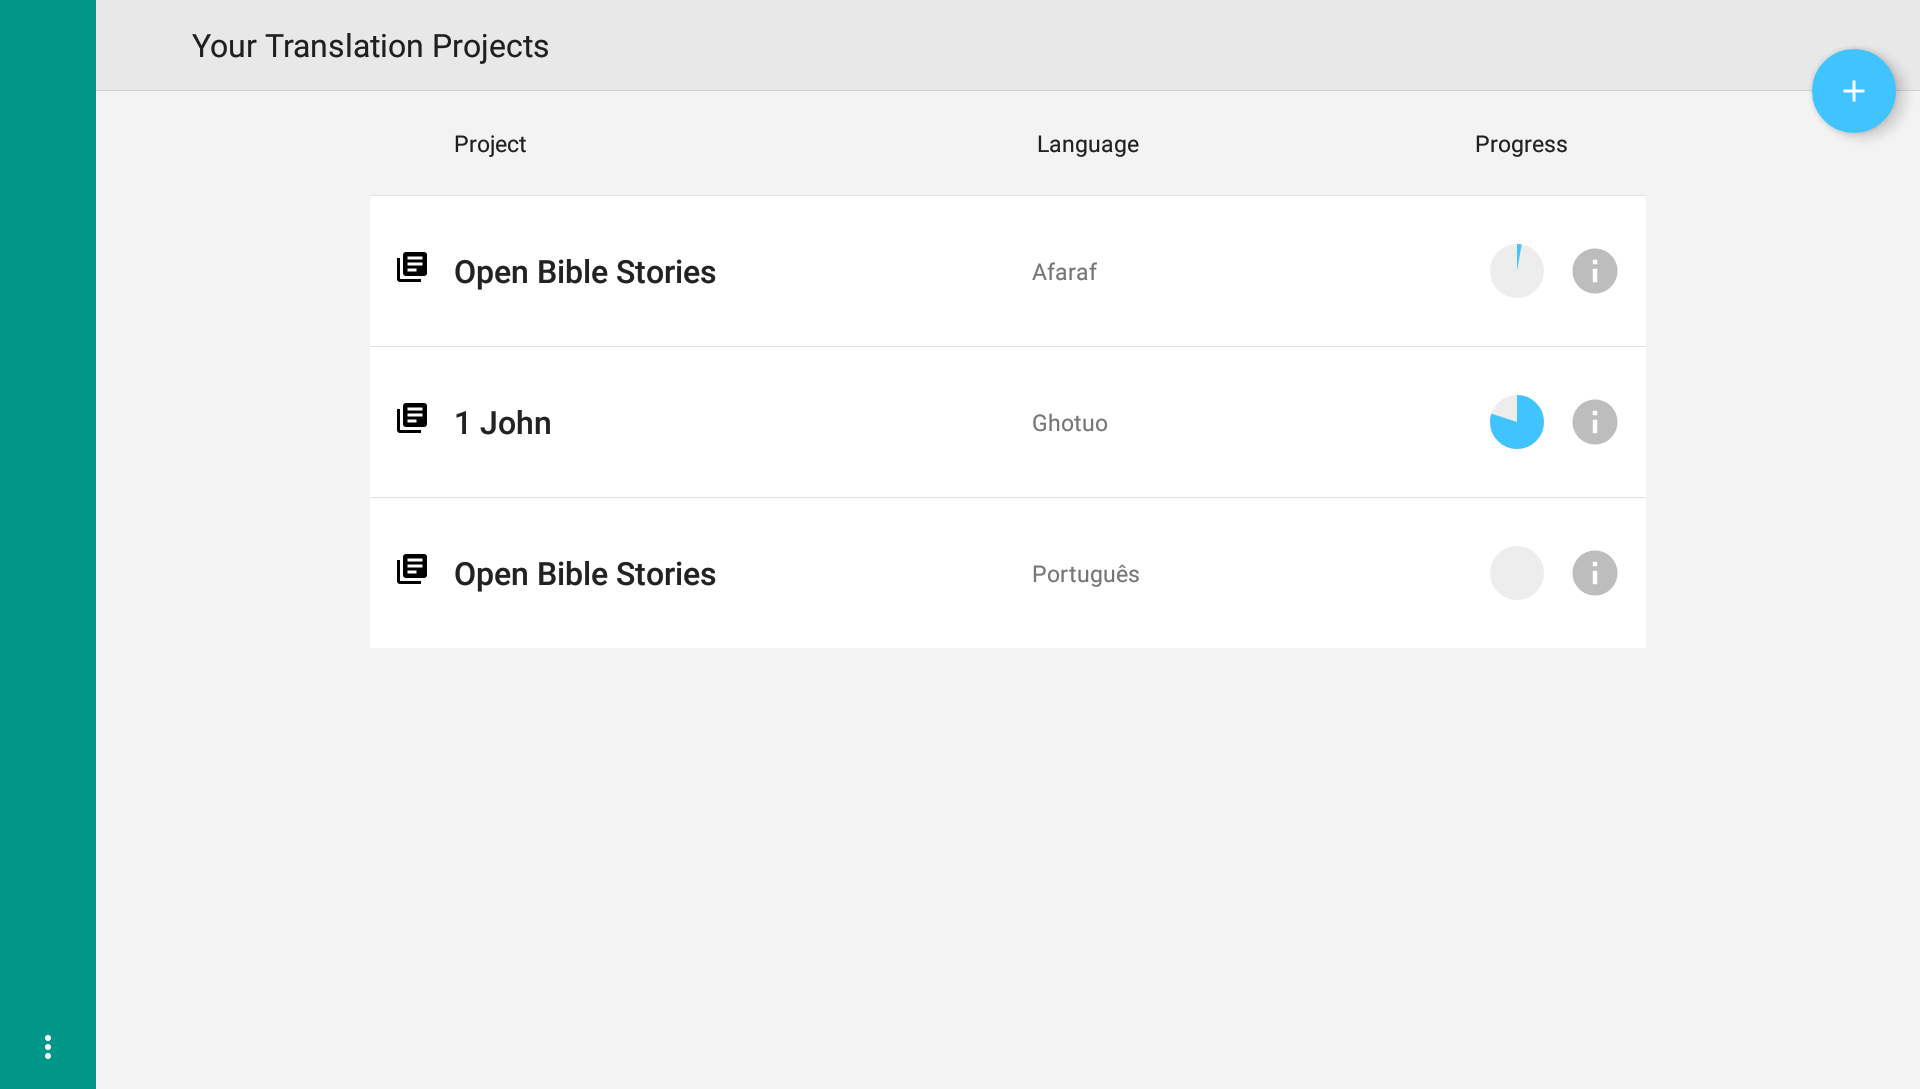 Your Translation Projects
Project Language Progress
Open Bible Stories Afaraf
1 John Ghotuo
Open Bible Stories Português